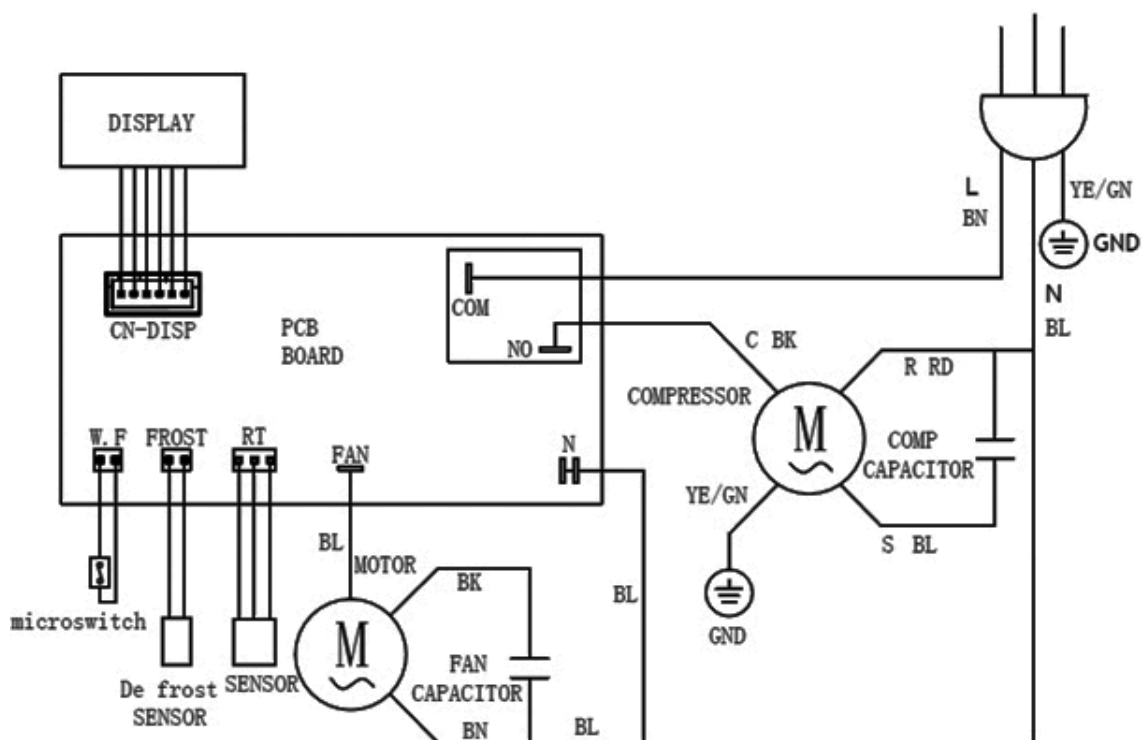 DISPLAY
L
BN
YE/GN
GND
N
BL
CN-DISP
PCB
BOARD
COM
NO
C BK
R RD
COMPRESSOR
M
COMP
CAPACITOR
YE/GN
S BL
GND
W.F
FROST
RT
FAN
N
BL
MOTOR
BK
BL
microswitch
De frost
SENSOR
SENSOR
M
FAN
CAPACITOR
BN
BL